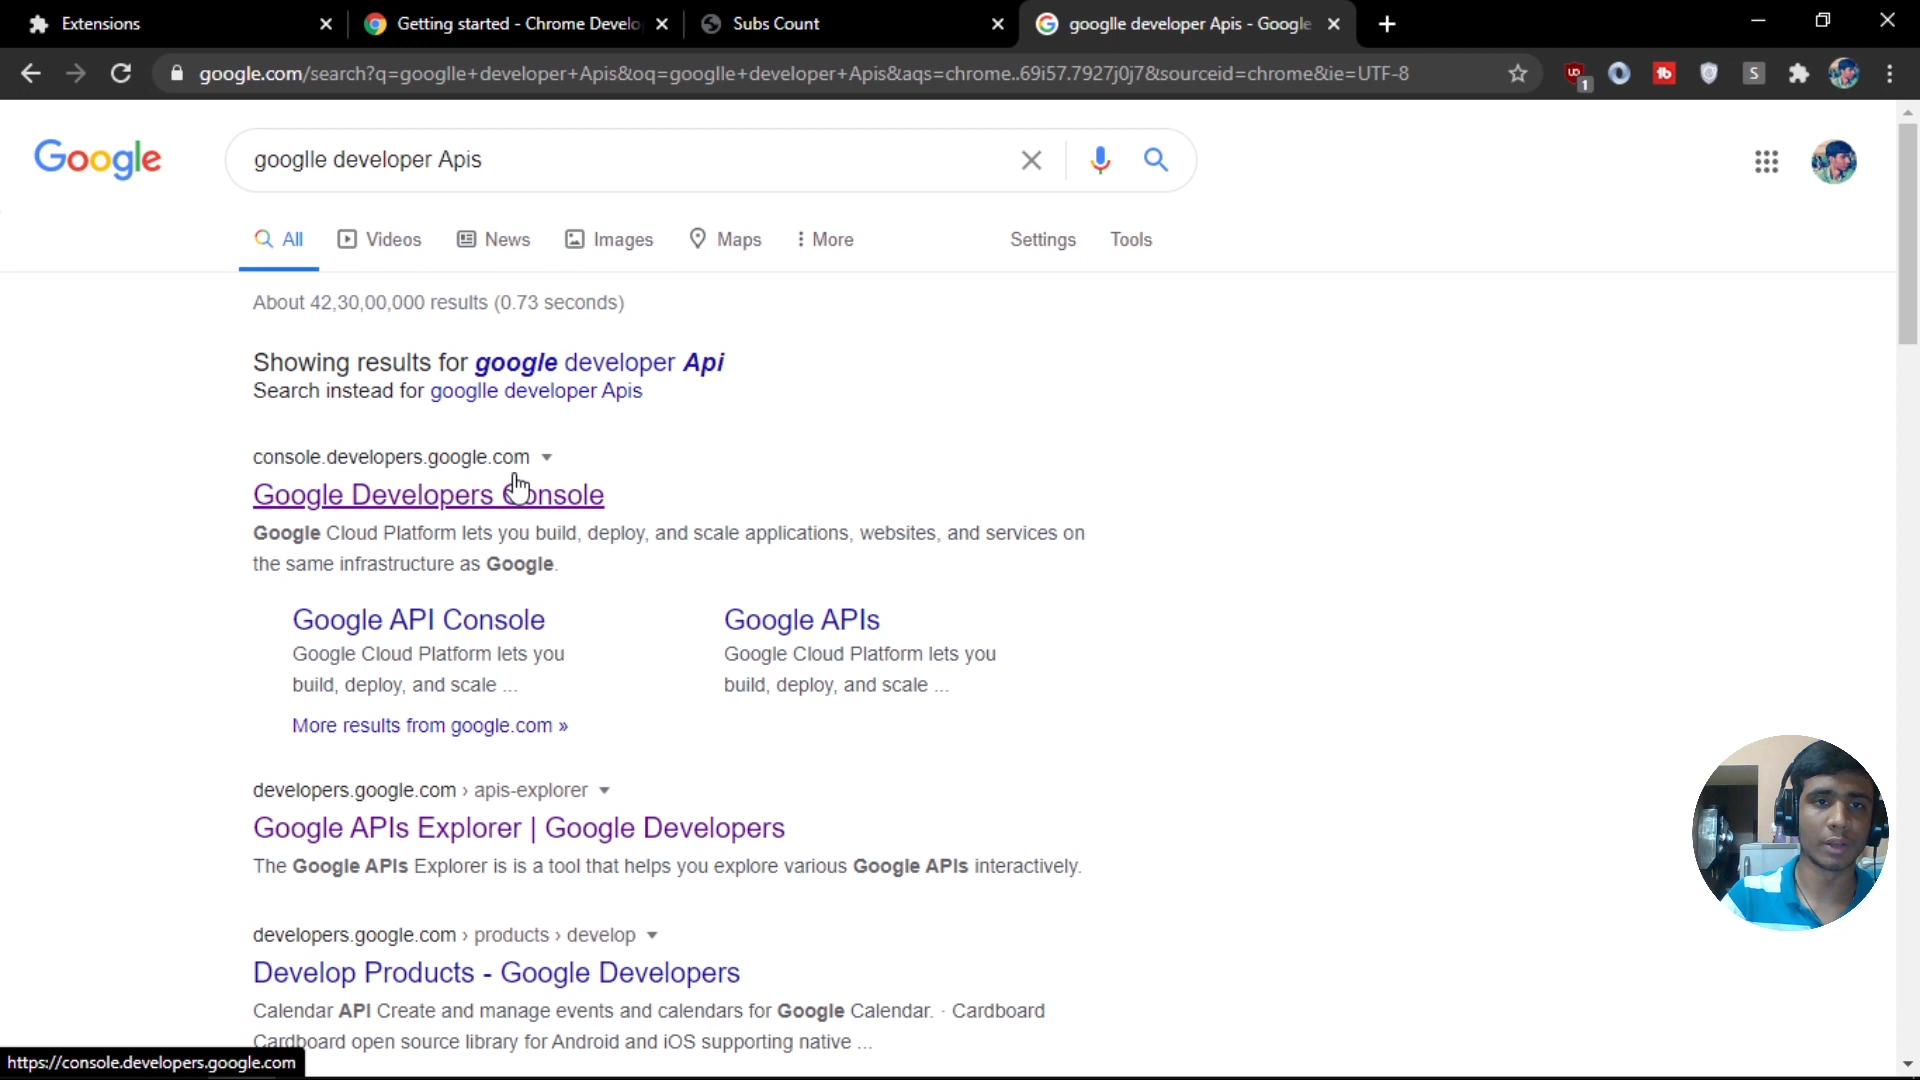 Extensions
Getting started - Chrome Develo
Subs Count
googlle developer Apis - Google
google.com/search?q=googlle+developer+Apis&oq=googlle+developer+Apis&aqs=chrome..69i57.7927j0j7&sourceid=chrome&ie=UTF-8
1
tb
S
Google
googlle developer Apis
All
Videos
News
Images
Maps
More
Settings
Tools
About 42,30,00,000 results (0.73 seconds)
Showing results for google developer Api
Search instead for googlle developer Apis
console.developers.google.com
Google Developers Console
Google Cloud Platform lets you build, deploy, and scale applications, websites, and services on
the same infrastructure as Google.
Google API Console
Google Cloud Platform lets you
build, deploy, and scale ...
Google APIs
Google Cloud Platform lets you
build, deploy, and scale ...
More results from google.com »
developers.google.com › apis-explorer
Google APIs Explorer | Google Developers
The Google APIs Explorer is is a tool that helps you explore various Google APIs interactively.
developers.google.com › products › develop
Develop Products - Google Developers
Calendar API Create and manage events and calendars for Google Calendar. · Cardboard
Cardboard open source library for Android and iOS supporting native ...
https://console.developers.google.com